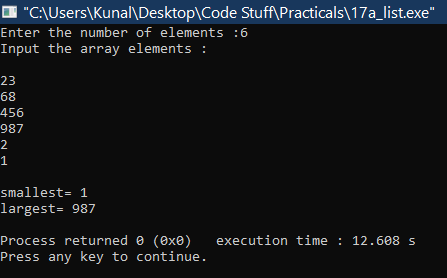 "C:\Users\Kunal\Desktop\Code Stuff\Practicals\17a_list.exe"
Enter the number of elements :6
Input the array elements :
23
68
456
987
2
1
smallest= 1
largest= 987
Process returned 0 (0x0)   execution time : 12.608 s
Press any key to continue.